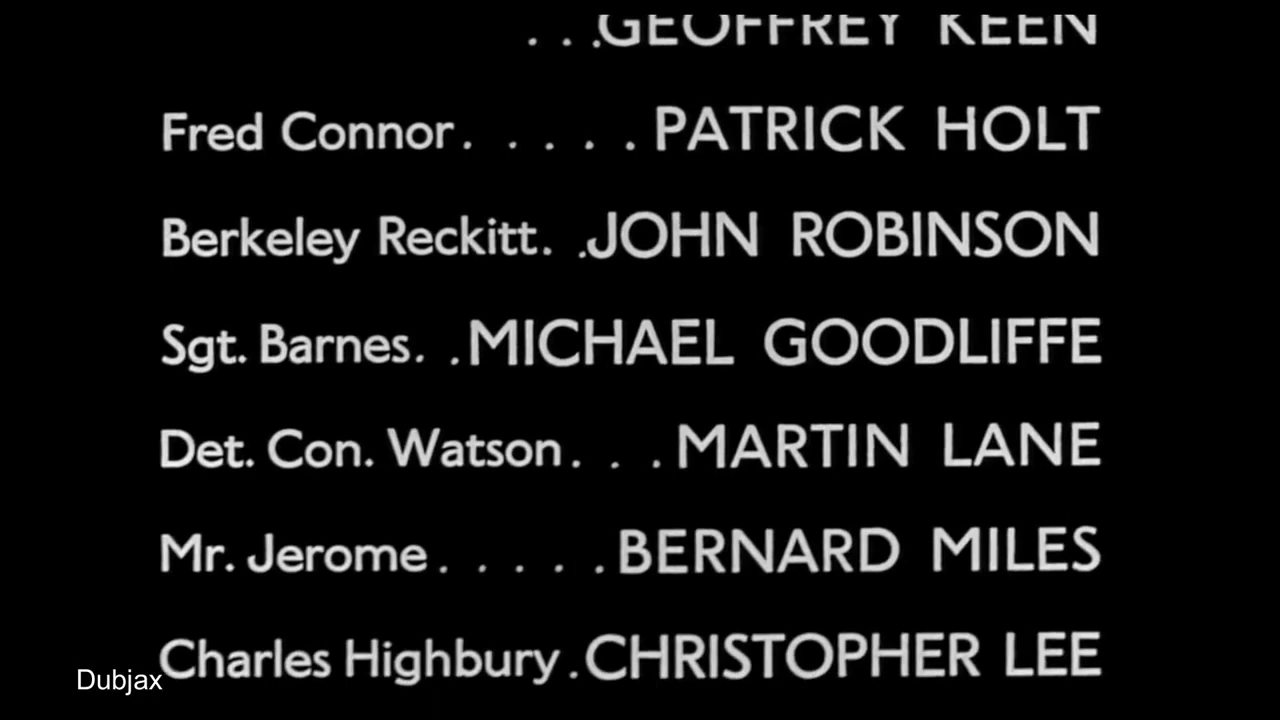 . . .GEOFFREY KEEN
Fred Connor. . . . . PATRICK HOLT
Berkeley Reckitt. .JOHN ROBINSON
Sgt. Barnes. .MICHAEL GOODLIFFE
Det. Con. Watson. . .MARTIN LANE
Mr. Jerome. . . . .BERNARD MILES
Charles Highbury.CHRISTOPHER LEE
Dubjax